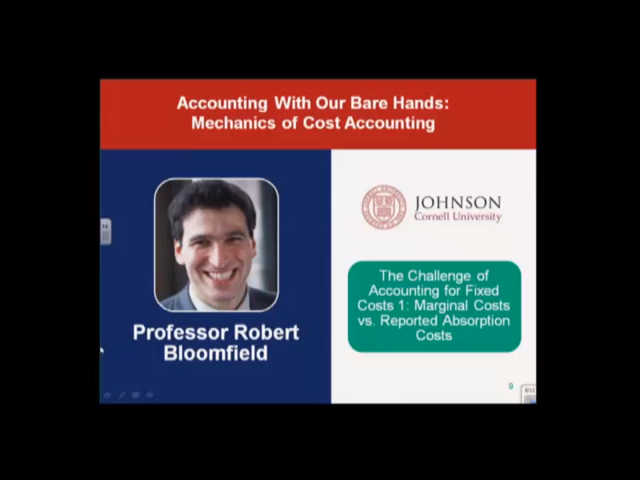 Accounting With Our Bare Hands:
Mechanics of Cost Accounting
JOHNSON
Cornell University
The Challenge of
Accounting for Fixed
Costs 1: Marginal Costs
vs. Reported Absorption
Costs
Professor Robert
Bloomfield
9